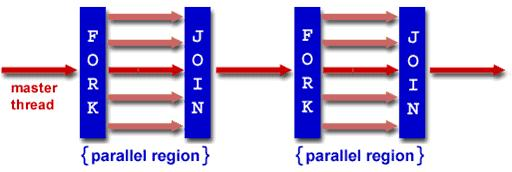 FORK
JOIN
FORK
JOIN
master
thread
{parallel region}
{parallel region}